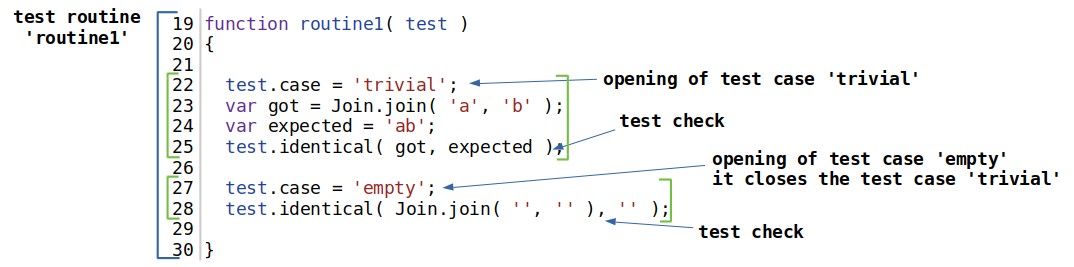 test routine
'routine1'
19 function routine1( test )
20 {
21
22 test.case = 'trivial';
opening of test case 'trivial'
23 var got = Join.join( 'a', 'b' );
24 var expected = 'ab';
test check
25 test.identical( got, expected );
26
opening of test case 'empty'
it closes the test case 'trivial'
27 test.case = 'empty';
28 test.identical( Join.join( '', '' ), '' );
29
test check
30 }